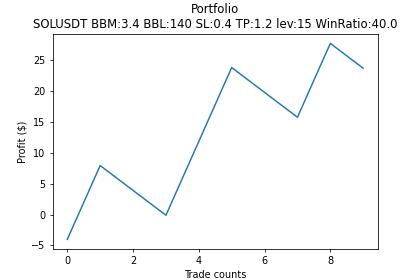 Portfolio
SOLUSDT BBM:3.4 BBL:140 SL:0.4 TP:1.2 lev:15 WinRatio:40.0
25
20
15
10
5
0
−5
Profit ($)
0 2 4 6 8
Trade counts